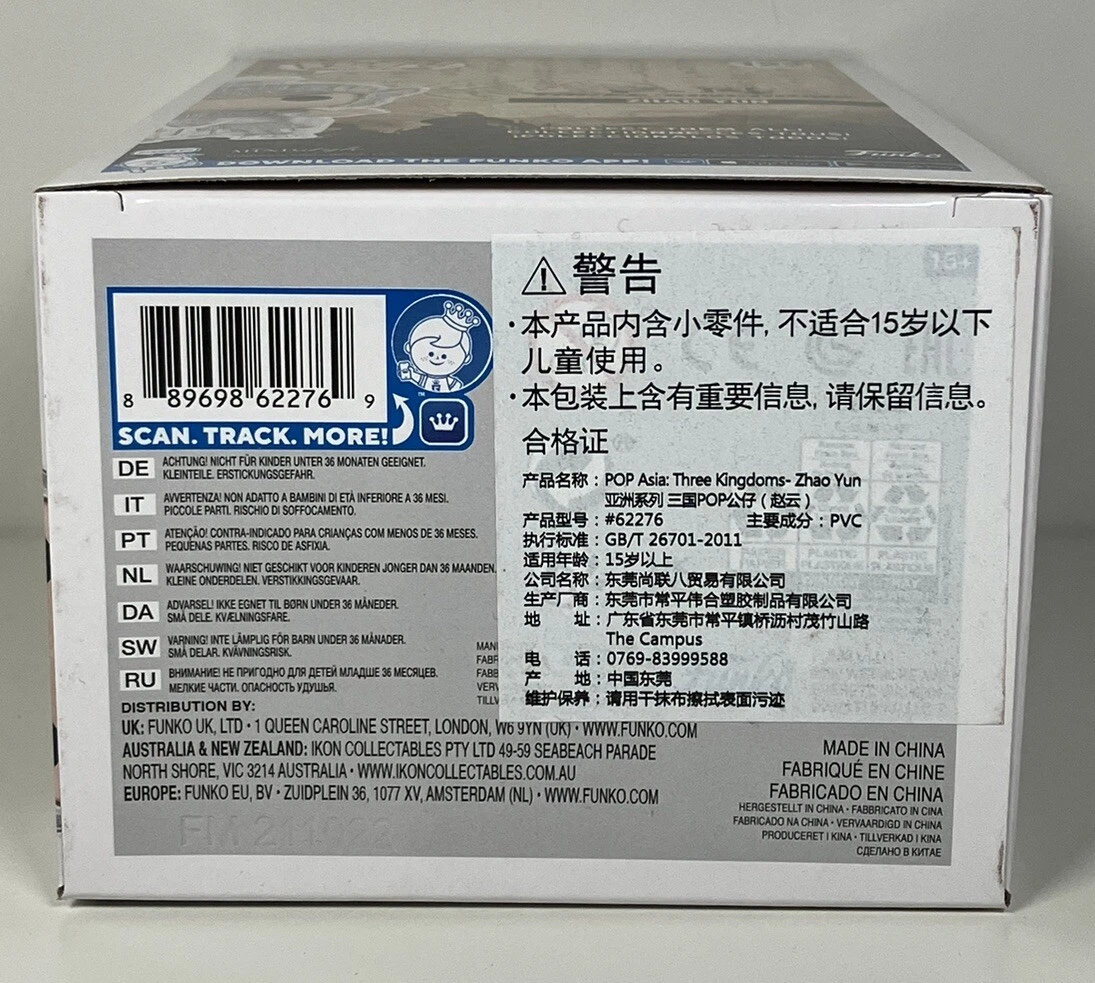 DOWNLOAD THE FUNKO APP!
Funko
8 89698 62276 9
SCAN. TRACK. MORE!
DE ACHTUNG! NICHT FÜR KINDER UNTER 36 MONATEN GEEIGNET.
KLEINTEILE. ERSTICKUNGSGEFAHR.
IT AVVERTENZA! NON ADATTO A BAMBINI DI ETÀ INFERIORE A 36 MESI.
PICCOLE PARTI. RISCHIO DI SOFFOCAMENTO.
PT ATENÇÃO! CONTRA-INDICADO PARA CRIANÇAS COM MENOS DE 36 MESES.
PEQUENAS PARTES. RISCO DE ASFIXIA.
NL WAARSCHUWING! NIET GESCHIKT VOOR KINDEREN JONGER DAN 36 MAANDEN.
KLEINE ONDERDELEN. VERSTIKKINGSGEVAAR.
DA ADVARSEL! IKKE EGNET TIL BØRN UNDER 36 MÅNEDER.
SMÅ DELE. KVÆLNINGSFARE.
SW VARNING! INTE LÄMPLIG FÖR BARN UNDER 36 MÅNADER.
SMÅ DELAR. KVÄVNINGSRISK.
RU ВНИМАНИЕ! НЕ ПРИГОДНО ДЛЯ ДЕТЕЙ МЛАДШЕ 36 МЕСЯЦЕВ.
МЕЛКИЕ ЧАСТИ. ОПАСНОСТЬ УДУШЬЯ.
DISTRIBUTION BY:
UK: FUNKO UK, LTD • 1 QUEEN CAROLINE STREET, LONDON, W6 9YN (UK) • WWW.FUNKO.COM
AUSTRALIA & NEW ZEALAND: IKON COLLECTABLES PTY LTD 49-59 SEABEACH PARADE
NORTH SHORE, VIC 3214 AUSTRALIA • WWW.IKONCOLLECTABLES.COM.AU
EUROPE: FUNKO EU, BV • ZUIDPLEIN 36, 1077 XV, AMSTERDAM (NL) • WWW.FUNKO.COM
⚠警告
·本产品内含小零件, 不适合15岁以下
儿童使用。
·本包装上含有重要信息, 请保留信息。
合格证
产品名称：POP Asia: Three Kingdoms- Zhao Yun
亚洲系列 三国POP公仔（赵云）
产品型号：#62276 主要成分：PVC
执行标准：GB/T 26701-2011
适用年龄：15岁以上
公司名称：东莞尚联八贸易有限公司
生产厂商：东莞市常平伟合塑胶制品有限公司
地 址：广东省东莞市常平镇桥沥村茂竹山路
The Campus
电 话：0769-83999588
产 地：中国东莞
维护保养：请用干抹布擦拭表面污迹
MADE IN CHINA
FABRIQUÉ EN CHINE
FABRICADO EN CHINA
HERGESTELLT IN CHINA • FABBRICATO IN CINA
FABRICADO NA CHINA • VERVAARDIGD IN CHINA
PRODUCERET I KINA • TILLVERKAD I KINA
СДЕЛАНО В КИТАЕ